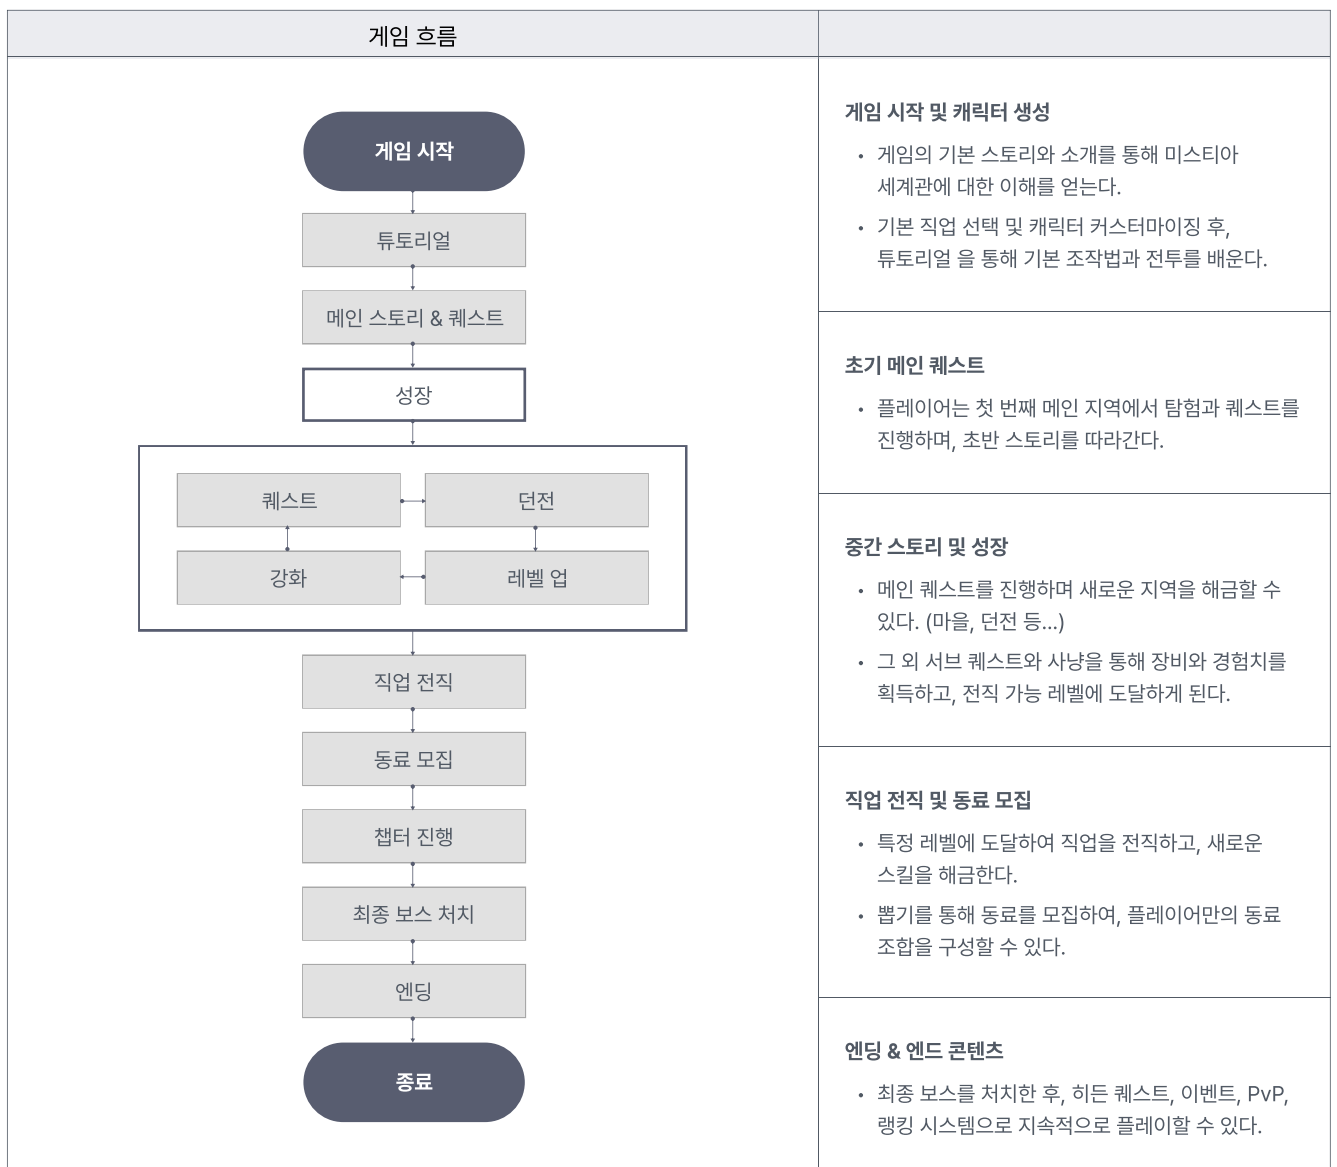 게임 흐름
게임 시작
튜토리얼
메인 스토리 & 퀘스트
성장
퀘스트
던전
강화
레벨 업
직업 전직
동료 모집
챕터 진행
최종 보스 처치
엔딩
종료
게임 시작 및 캐릭터 생성
• 게임의 기본 스토리와 소개를 통해 미스티아
세계관에 대한 이해를 얻는다.
• 기본 직업 선택 및 캐릭터 커스터마이징 후,
튜토리얼 을 통해 기본 조작법과 전투를 배운다.
초기 메인 퀘스트
• 플레이어는 첫 번째 메인 지역에서 탐험과 퀘스트를
진행하며, 초반 스토리를 따라간다.
중간 스토리 및 성장
• 메인 퀘스트를 진행하며 새로운 지역을 해금할 수
있다. (마을, 던전 등...)
• 그 외 서브 퀘스트와 사냥을 통해 장비와 경험치를
획득하고, 전직 가능 레벨에 도달하게 된다.
직업 전직 및 동료 모집
• 특정 레벨에 도달하여 직업을 전직하고, 새로운
스킬을 해금한다.
• 뽑기를 통해 동료를 모집하여, 플레이어만의 동료
조합을 구성할 수 있다.
엔딩 & 엔드 콘텐츠
• 최종 보스를 처치한 후, 히든 퀘스트, 이벤트, PvP,
랭킹 시스템으로 지속적으로 플레이할 수 있다.